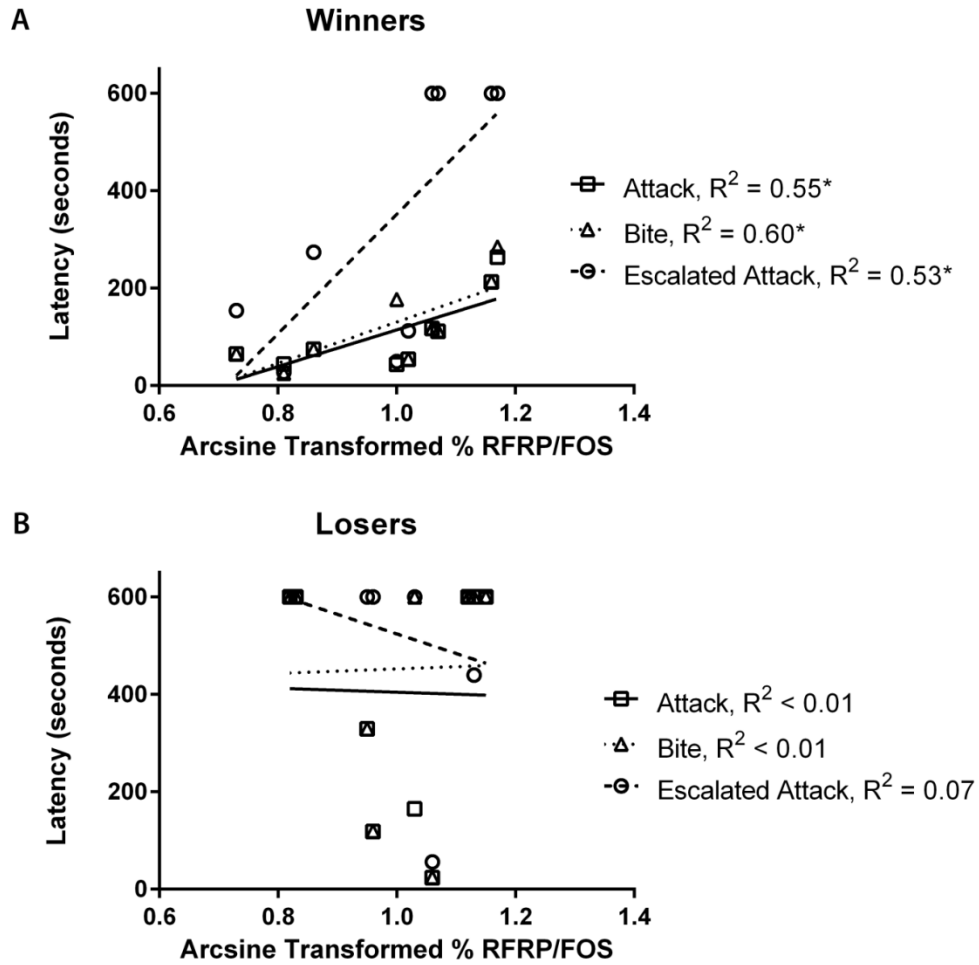 A
Winners
Latency (seconds)
600
400
200
0
0.6 0.8 1.0 1.2 1.4
Arcsine Transformed % RFRP/FOS
Attack, R² = 0.55*
Bite, R² = 0.60*
Escalated Attack, R² = 0.53*
B
Losers
Latency (seconds)
600
400
200
0
0.6 0.8 1.0 1.2 1.4
Arcsine Transformed % RFRP/FOS
Attack, R² < 0.01
Bite, R² < 0.01
Escalated Attack, R² = 0.07